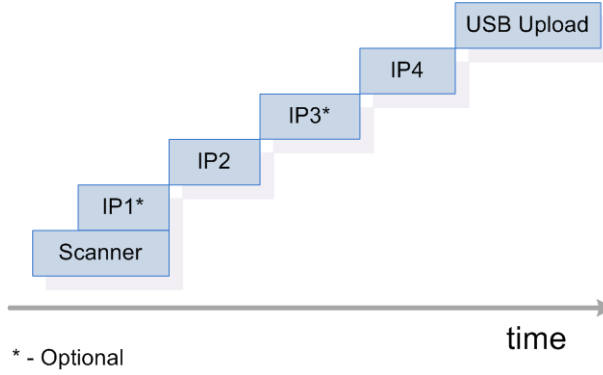 USB Upload
IP4
IP3*
IP2
IP1*
Scanner
time
* - Optional